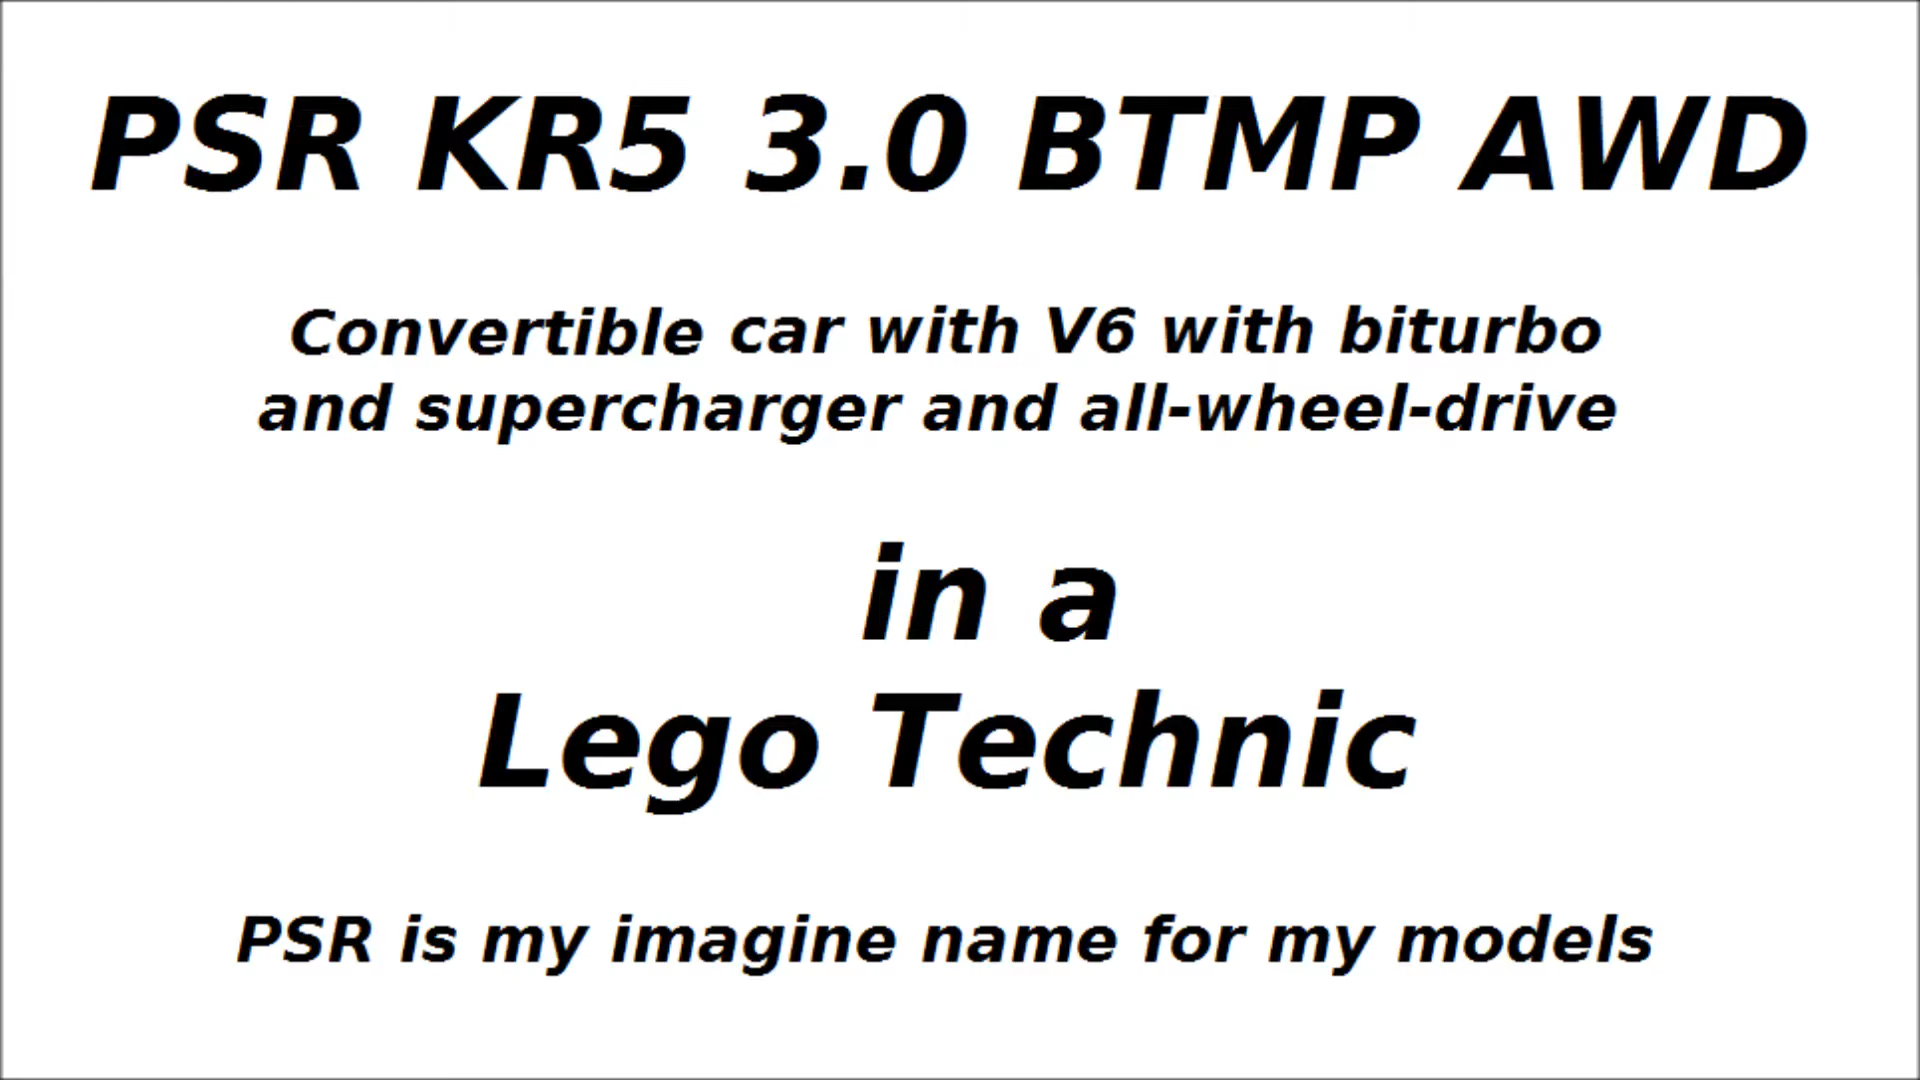 PSR KR5 3.0 BTMP AWD
Convertible car with V6 with biturbo
and supercharger and all-wheel-drive
in a
Lego Technic
PSR is my imagine name for my models